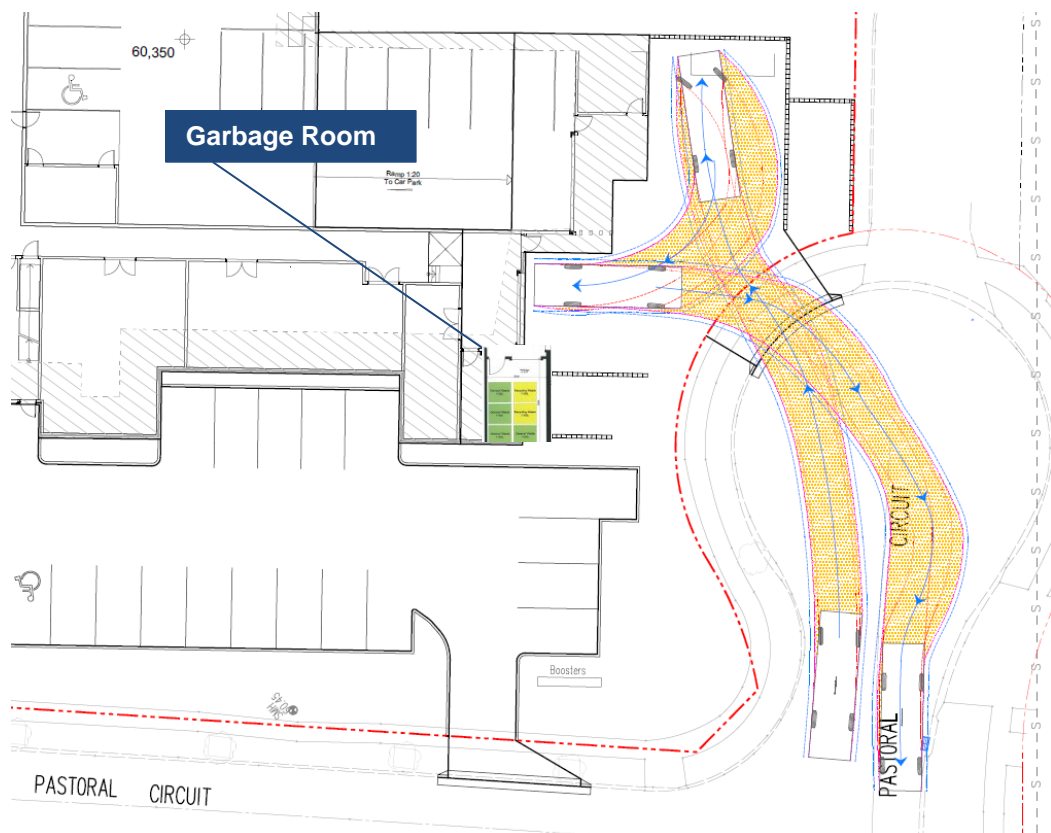 60,350
Garbage Room
Ramp 1:20
To Car Park
CIRCUIT
Boosters
PASTORAL
PASTORAL CIRCUIT
S
S
S
S
S
S
S
S